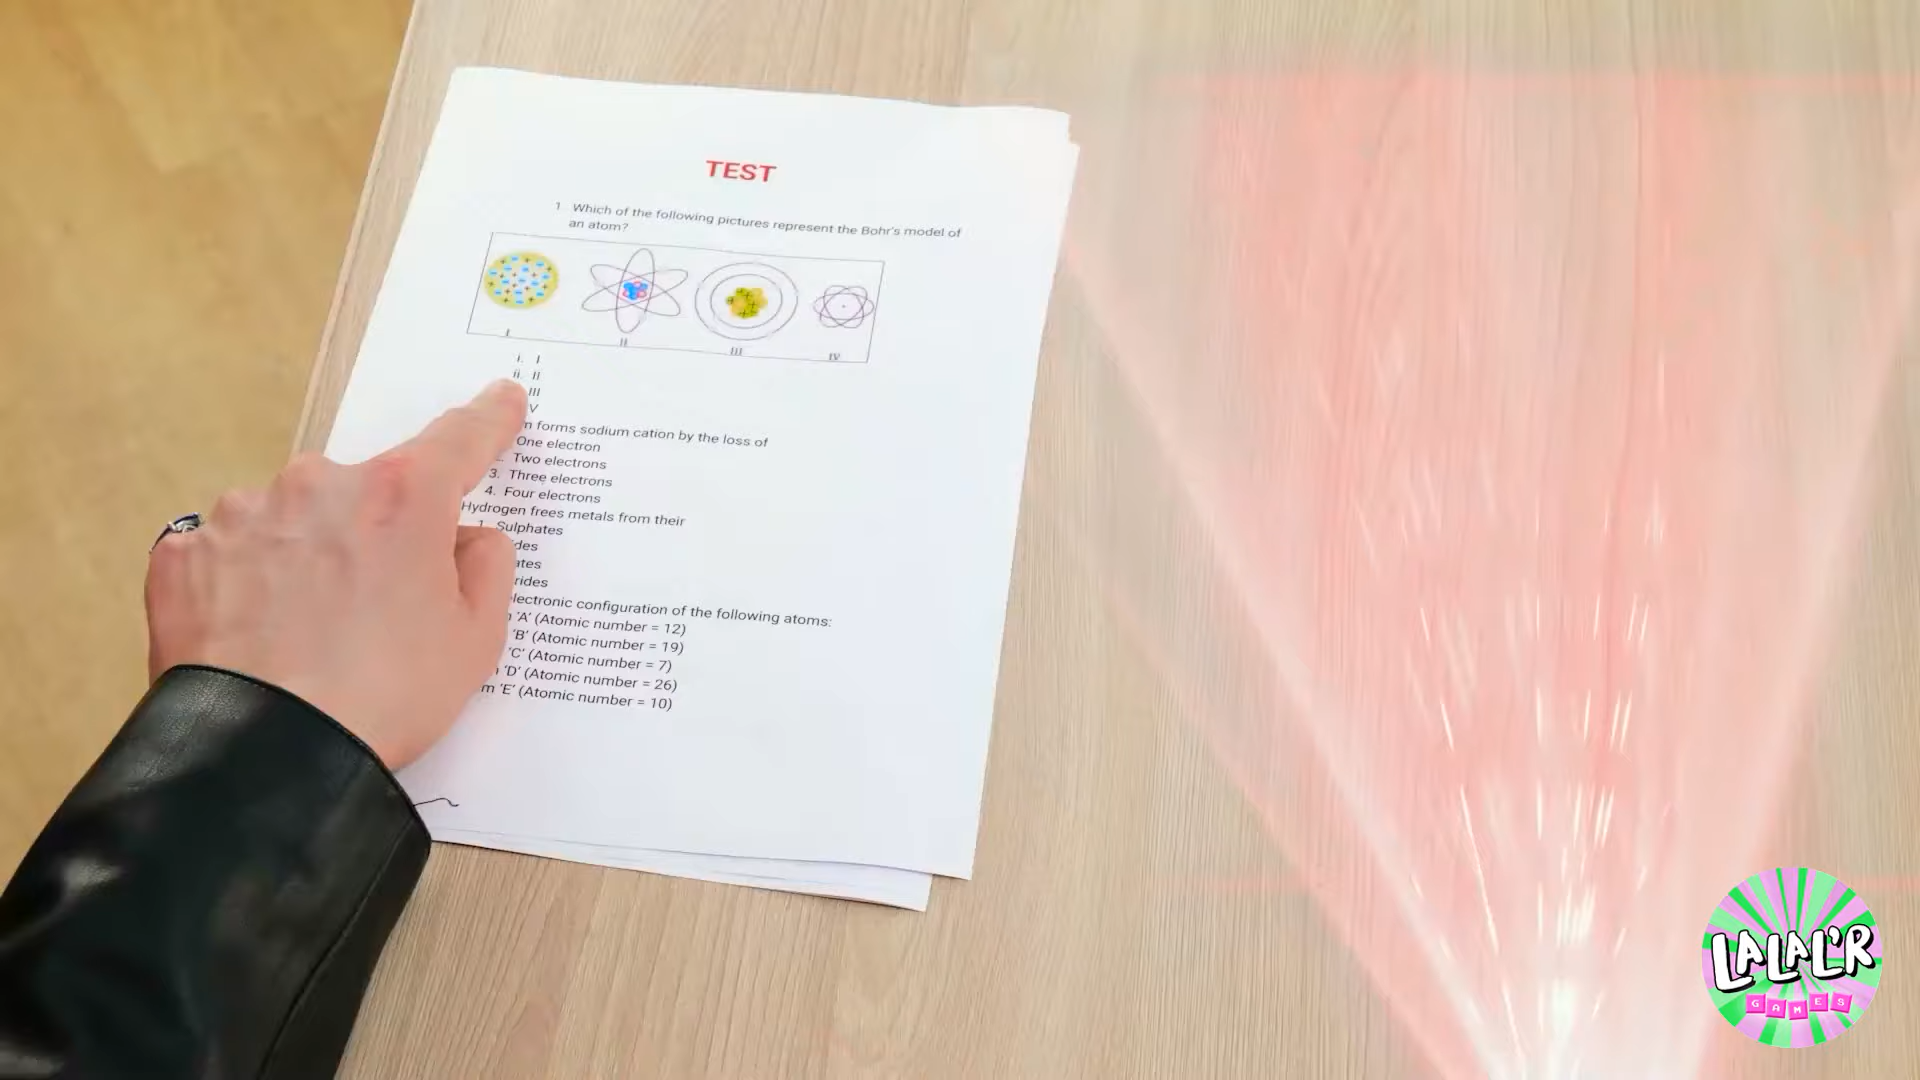 TEST
1 Which of the following pictures represent the Bohr's model of
an atom?
I
II
III
IV
i. I
ii. II
III
V
n forms sodium cation by the loss of
One electron
Two electrons
3. Three electrons
4. Four electrons
Hydrogen frees metals from their
1. Sulphates
ides
ates
rides
lectronic configuration of the following atoms:
'A' (Atomic number = 12)
'B' (Atomic number = 19)
'C' (Atomic number = 7)
'D' (Atomic number = 26)
m 'E' (Atomic number = 10)
LALAL'R
GAMES